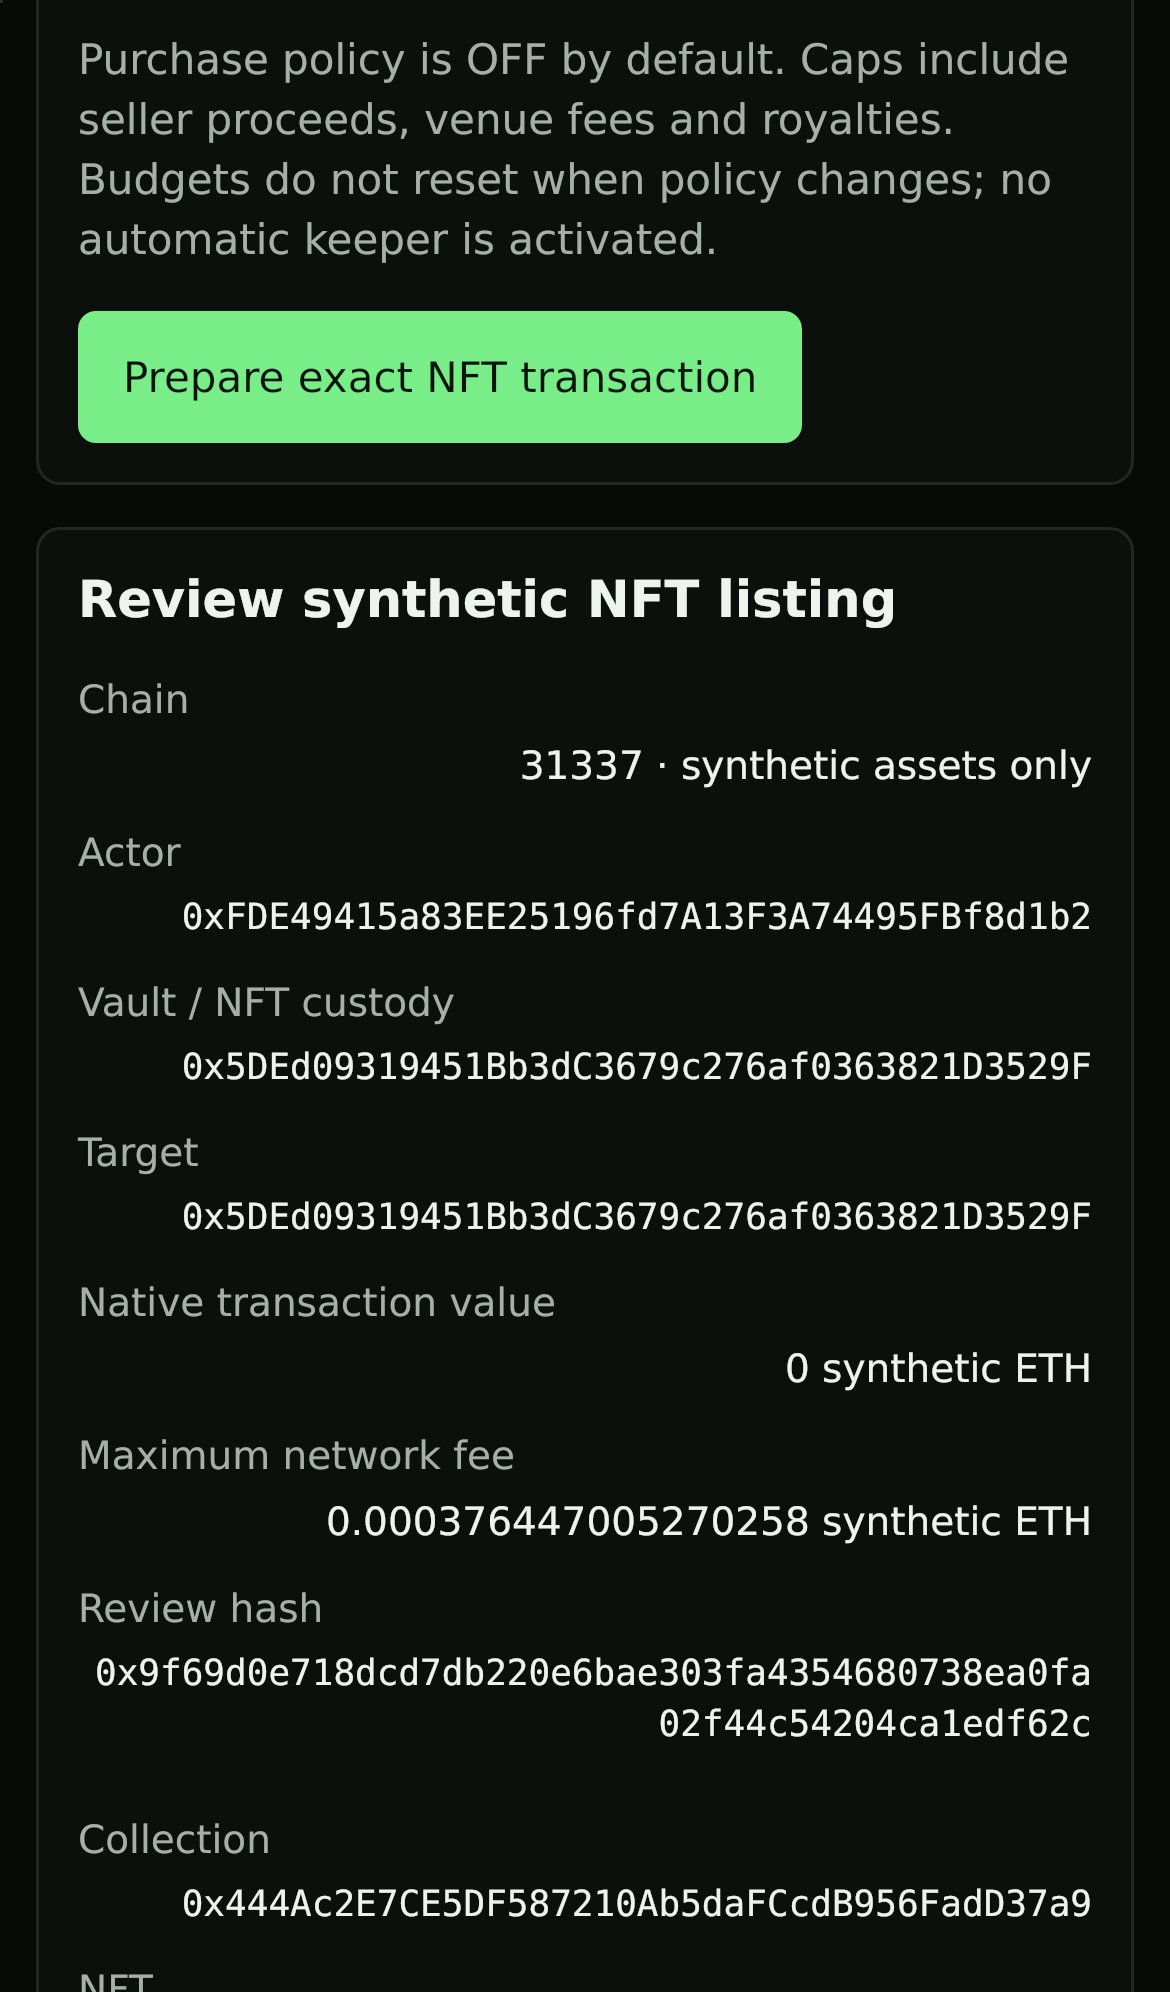 Purchase policy is OFF by default. Caps include
seller proceeds, venue fees and royalties.
Budgets do not reset when policy changes; no
automatic keeper is activated.
Prepare exact NFT transaction
Review synthetic NFT listing
Chain
31337 · synthetic assets only
Actor
0xFDE49415a83EE25196fd7A13F3A74495FBf8d1b2
Vault / NFT custody
0x5DEd09319451Bb3dC3679c276af0363821D3529F
Target
0x5DEd09319451Bb3dC3679c276af0363821D3529F
Native transaction value
0 synthetic ETH
Maximum network fee
0.000376447005270258 synthetic ETH
Review hash
0x9f69d0e718dcd7db220e6bae303fa4354680738ea0fa
02f44c54204ca1edf62c
Collection
0x444Ac2E7CE5DF587210Ab5daFCcdB956FadD37a9
NFT